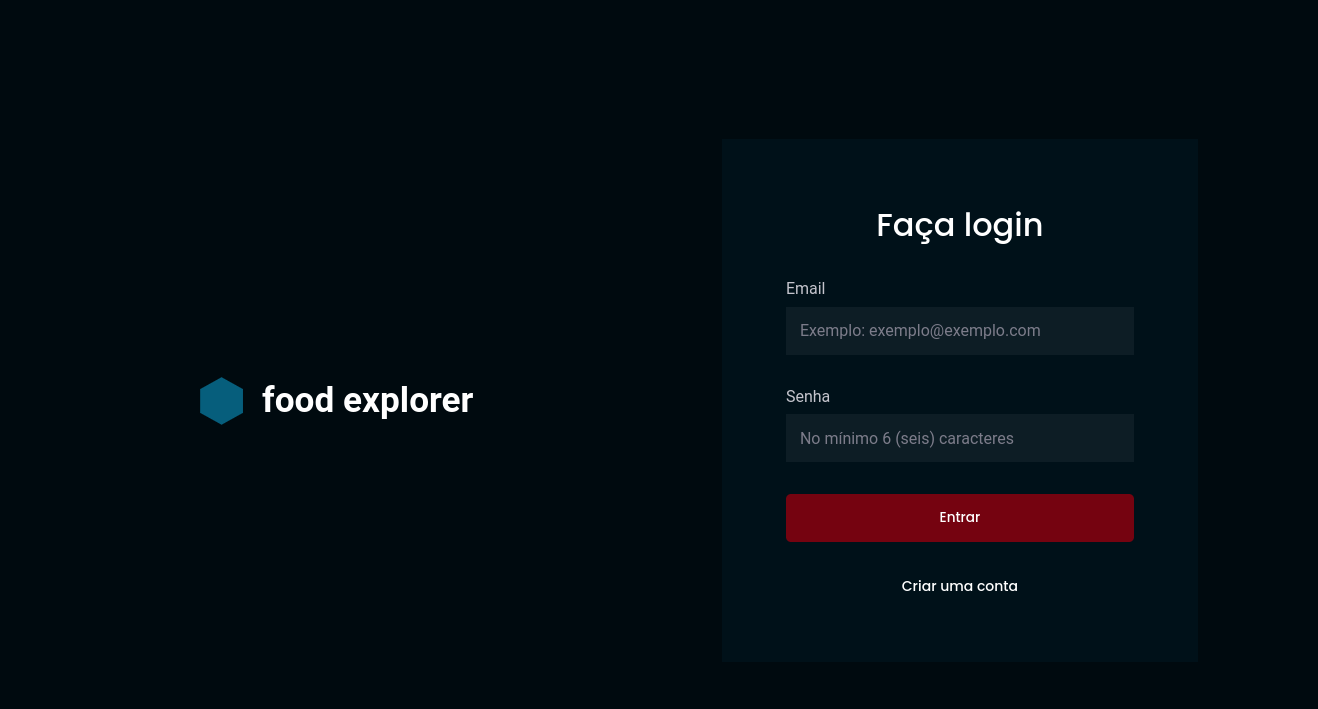 food explorer
Faça login
Email
Exemplo: exemplo@exemplo.com
Senha
No mínimo 6 (seis) caracteres
Entrar
Criar uma conta